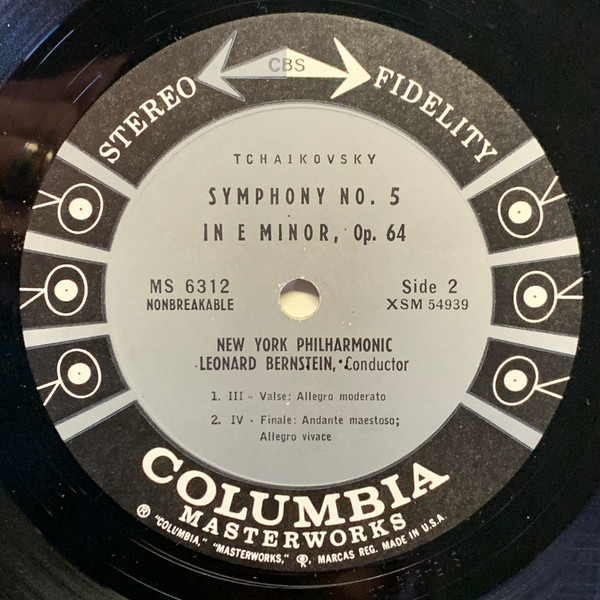 CBS
STEREO FIDELITY
TCHAIKOVSKY
SYMPHONY NO. 5
IN E MINOR, Op. 64
MS 6312
NONBREAKABLE
Side 2
XSM 54939
NEW YORK PHILHARMONIC
LEONARD BERNSTEIN, Conductor
1. III - Valse: Allegro moderato
2. IV - Finale: Andante maestoso;
Allegro vivace
COLUMBIA
MASTERWORKS
® "COLUMBIA," "MASTERWORKS," MARCAS REG. MADE IN U.S.A.